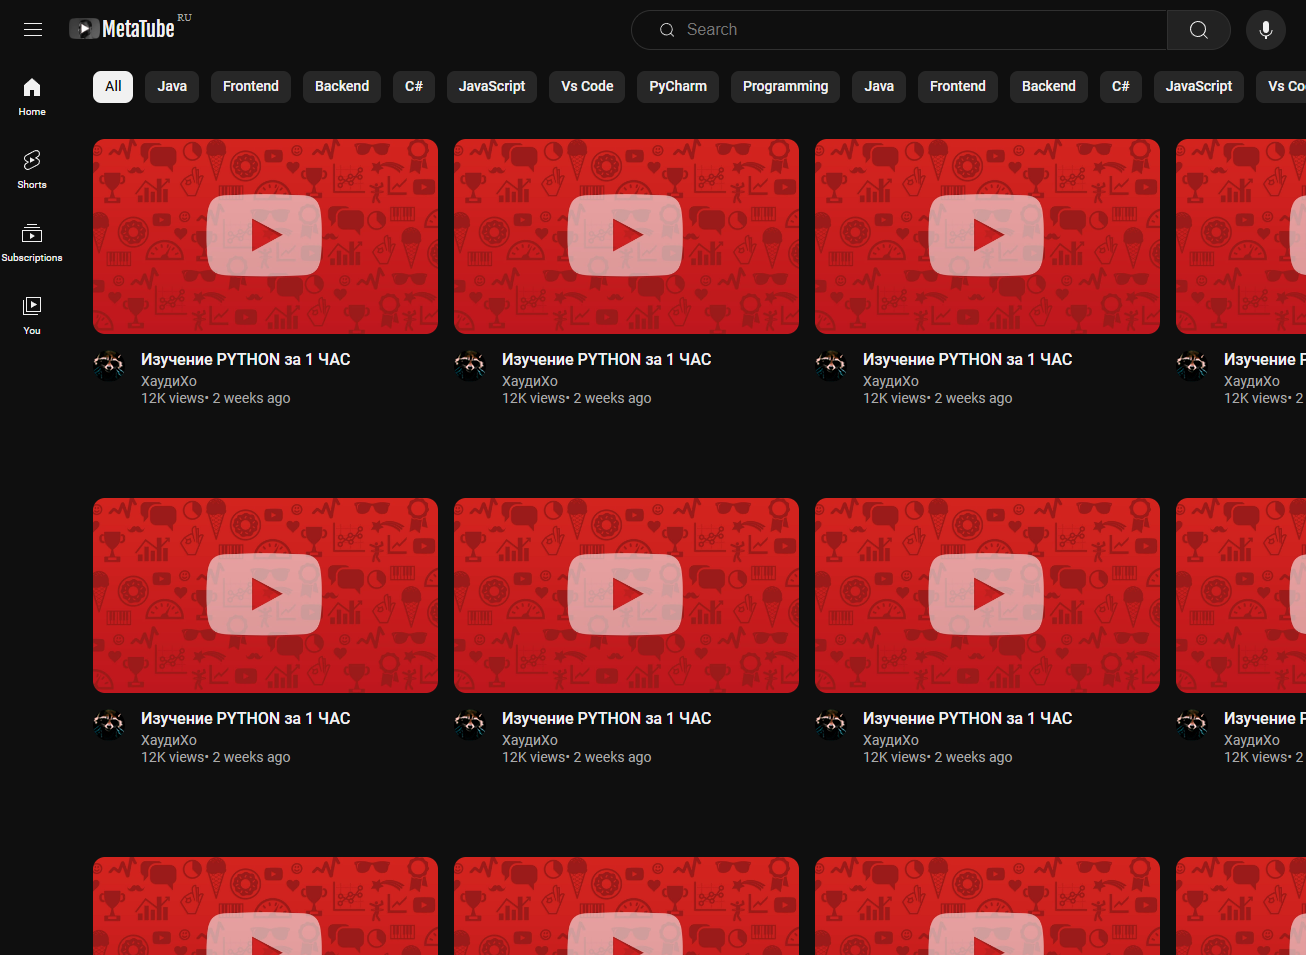 MetaTube RU
Search
All Java Frontend Backend C# JavaScript Vs Code PyCharm Programming Java Frontend Backend C# JavaScript Vs Co
Home
Shorts
Subscriptions
You
Изучение PYTHON за 1 ЧАС
ХаудиХо
12K views• 2 weeks ago
Изучение PYTHON за 1 ЧАС
ХаудиХо
12K views• 2 weeks ago
Изучение PYTHON за 1 ЧАС
ХаудиХо
12K views• 2 weeks ago
Изучение
ХаудиХо
12K views• 2
Изучение PYTHON за 1 ЧАС
ХаудиХо
12K views• 2 weeks ago
Изучение PYTHON за 1 ЧАС
ХаудиХо
12K views• 2 weeks ago
Изучение PYTHON за 1 ЧАС
ХаудиХо
12K views• 2 weeks ago
Изучение
ХаудиХо
12K views• 2